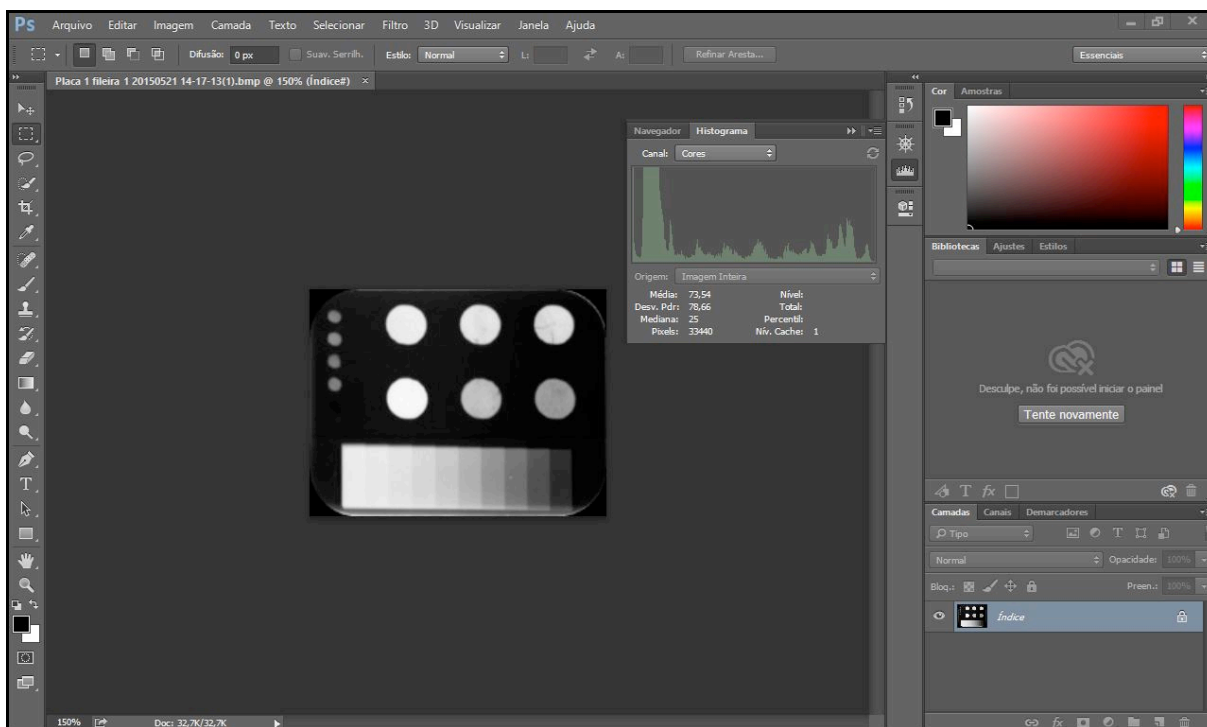 Ps Arquivo Editar Imagem Camada Texto Selecionar Filtro 3D Visualizar Janela Ajuda
Difusão: 0 px Suav. Serrilh. Estilo: Normal L: A: Refinar Aresta... Essenciais
Placa 1 fileira 1 20150521 14-17-13(1).bmp @ 150% (Índice#) ×
Navegador Histograma
Canal: Cores
Origem: Imagem Inteira
Média: 73,54 Nível:
Desv. Pdr: 78,66 Total:
Mediana: 25 Percentil:
Pixels: 33440 Nív. Cache: 1
Cor Amostras
Bibliotecas Ajustes Estilos
Desculpe, não foi possível iniciar o painel
Tente novamente
Camadas Canais Demarcadores
Tipo
Normal Opacidade: 100%
Bloq.: Preen.: 100%
Índice
150% Doc: 32,7K/32,7K